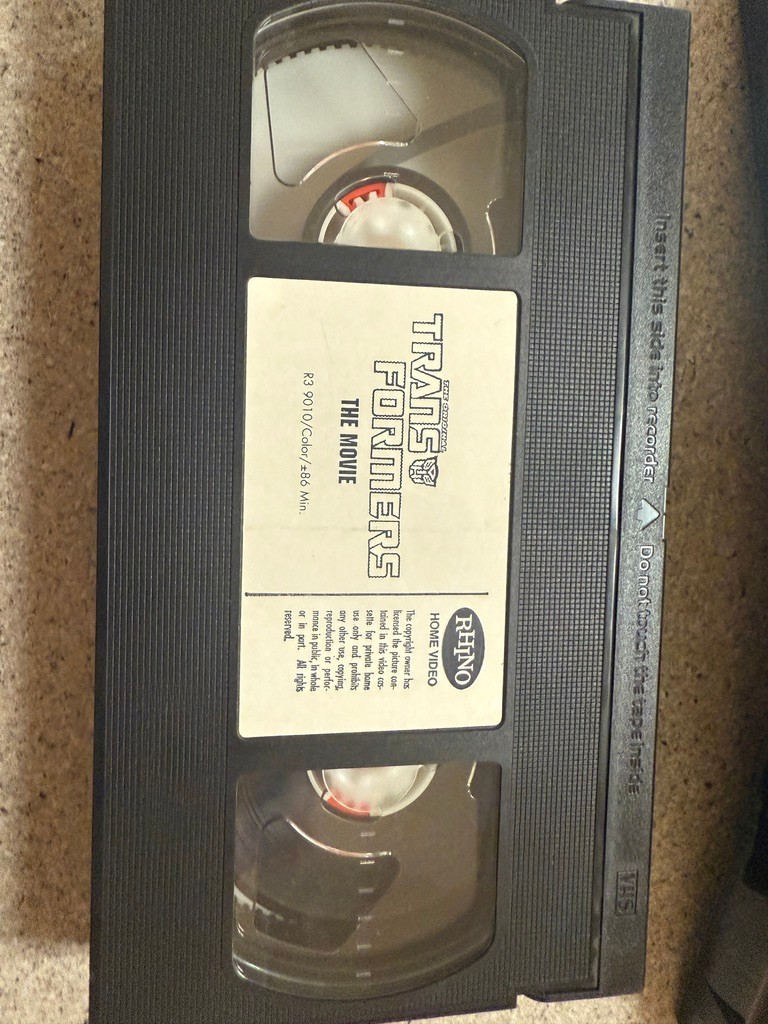 Insert this side into recorder
Do not touch the tape inside
VHS
THE ORIGINAL
TRANSFORMERS
THE MOVIE
R3 9010/Color/±86 Min.
RHINO
HOME VIDEO
The copyright owner has
licensed the picture con-
tained in this video cas-
sette for private home
use only and prohibits
any other use, copying,
reproduction or perfor-
mance in public, in whole
or in part. All rights
reserved.